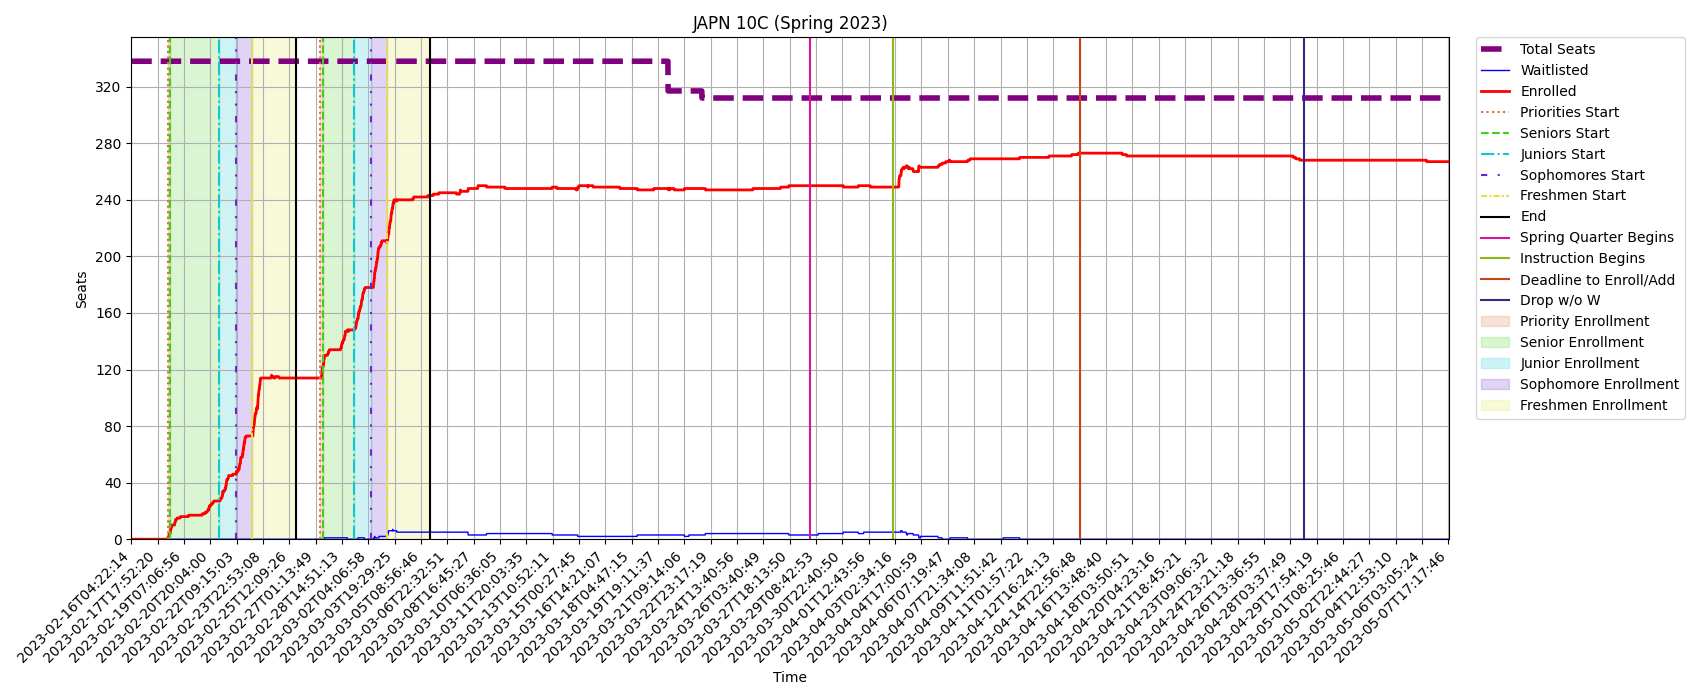 JAPN 10C (Spring 2023)
Seats
320
280
240
200
160
120
80
40
0
2023-02-16T04:22:14
2023-02-17T17:52:20
2023-02-19T07:06:56
2023-02-20T20:04:00
2023-02-22T09:15:03
2023-02-23T22:53:08
2023-02-25T12:09:26
2023-02-27T01:13:49
2023-02-28T14:51:13
2023-03-02T04:06:58
2023-03-03T19:29:25
2023-03-05T08:56:46
2023-03-06T22:32:51
2023-03-08T16:45:27
2023-03-10T06:36:05
2023-03-11T20:03:35
2023-03-13T10:52:11
2023-03-15T00:27:45
2023-03-16T14:21:07
2023-03-18T04:47:15
2023-03-19T19:11:37
2023-03-21T09:14:06
2023-03-22T23:17:19
2023-03-24T13:40:56
2023-03-26T03:40:49
2023-03-27T18:13:50
2023-03-29T08:42:53
2023-03-30T22:40:50
2023-04-01T12:43:56
2023-04-03T02:34:16
2023-04-04T17:00:59
2023-04-06T07:19:47
2023-04-07T21:34:08
2023-04-09T11:51:42
2023-04-11T01:57:22
2023-04-12T16:24:13
2023-04-14T22:56:48
2023-04-16T13:48:40
2023-04-18T03:50:51
2023-04-20T04:23:16
2023-04-21T18:45:21
2023-04-23T09:06:32
2023-04-24T23:21:18
2023-04-26T13:36:55
2023-04-28T03:37:49
2023-04-29T17:54:19
2023-05-01T08:25:46
2023-05-02T22:44:27
2023-05-04T12:53:10
2023-05-06T03:05:24
2023-05-07T17:17:46
Time
Total Seats
Waitlisted
Enrolled
Priorities Start
Seniors Start
Juniors Start
Sophomores Start
Freshmen Start
End
Spring Quarter Begins
Instruction Begins
Deadline to Enroll/Add
Drop w/o W
Priority Enrollment
Senior Enrollment
Junior Enrollment
Sophomore Enrollment
Freshmen Enrollment